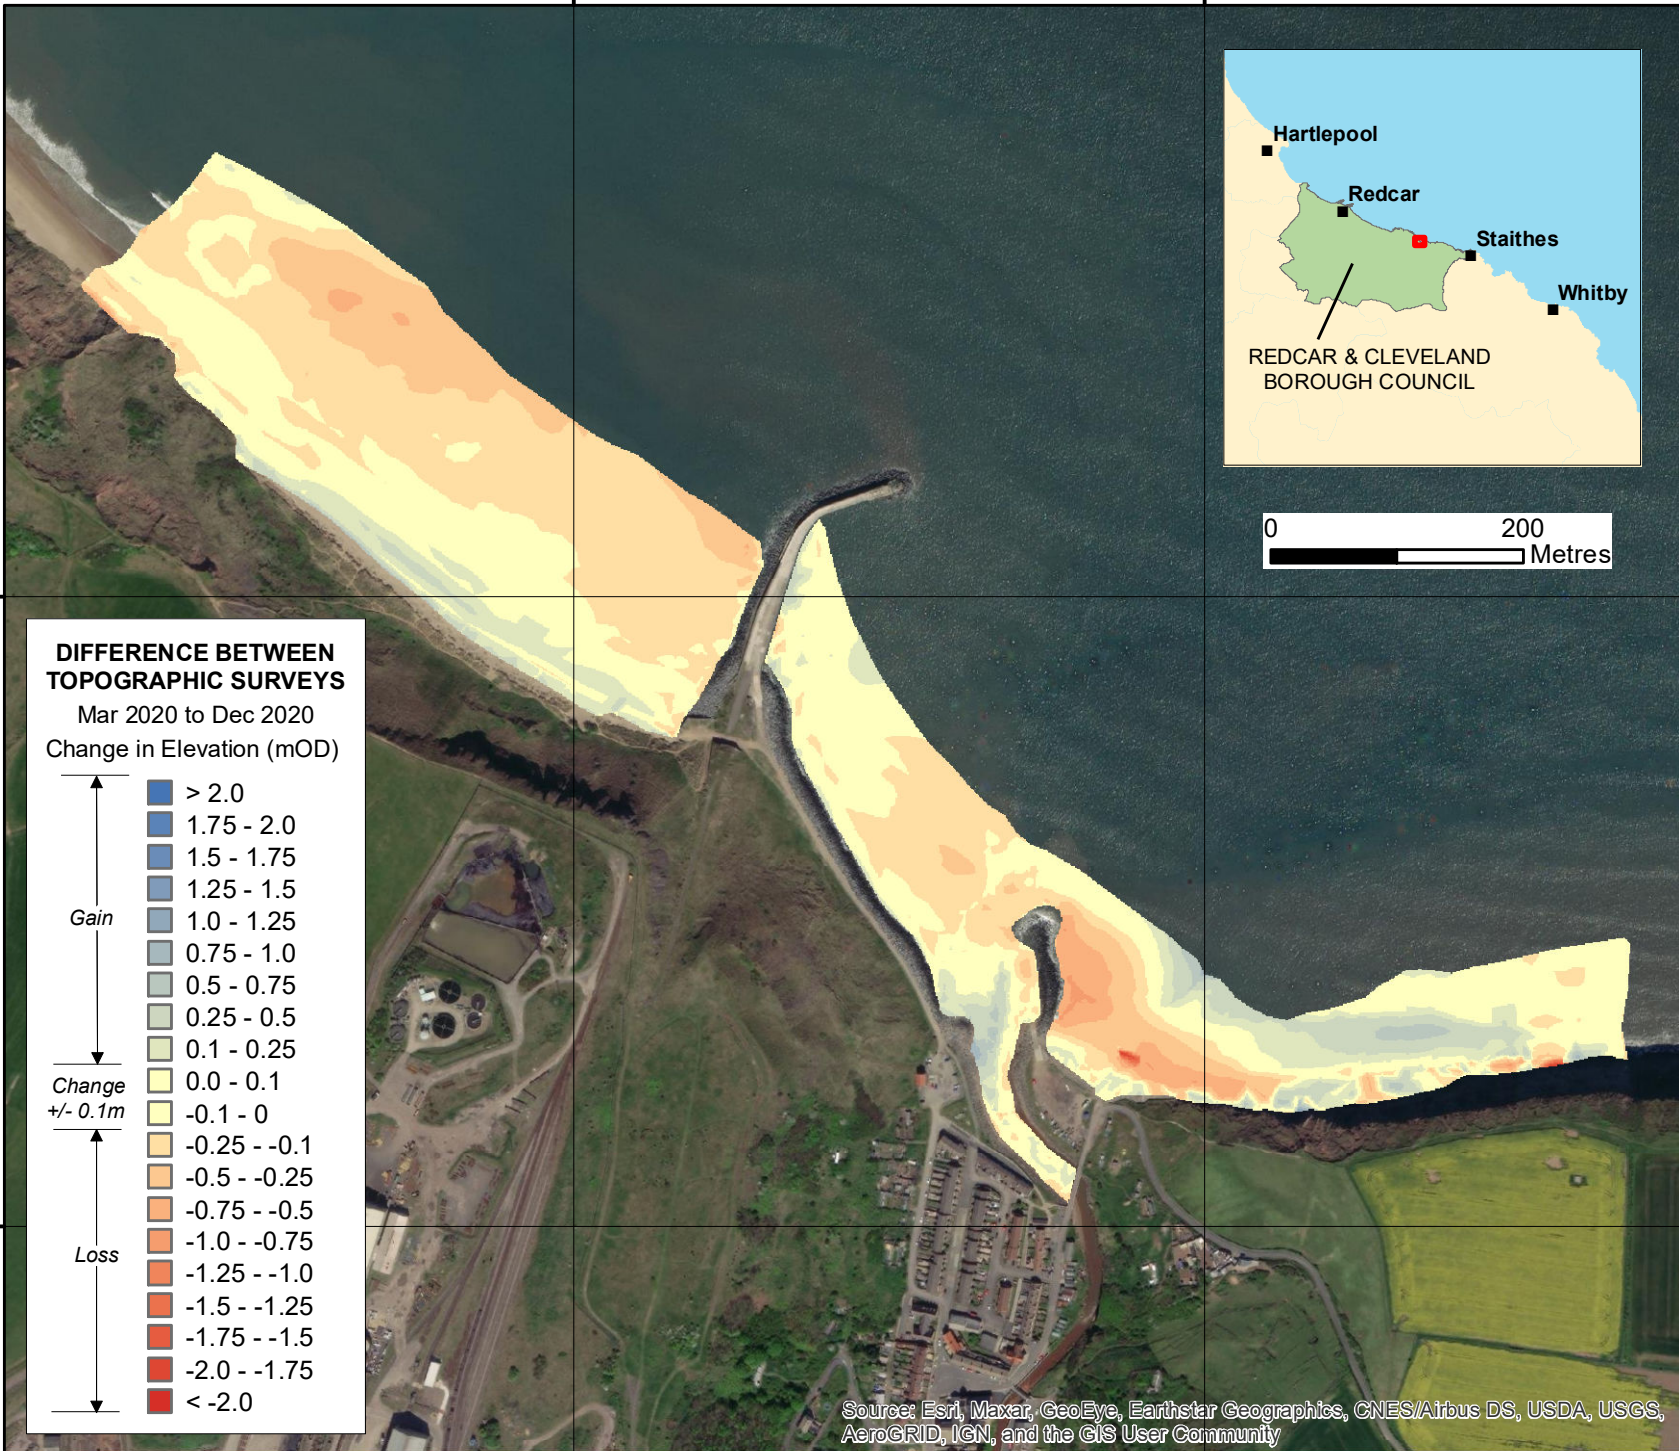 Hartlepool
Redcar
Staithes
Whitby
REDCAR & CLEVELAND
BOROUGH COUNCIL
0 200
Metres
DIFFERENCE BETWEEN
TOPOGRAPHIC SURVEYS
Mar 2020 to Dec 2020
Change in Elevation (mOD)
> 2.0
1.75 - 2.0
1.5 - 1.75
1.25 - 1.5
Gain
1.0 - 1.25
0.75 - 1.0
0.5 - 0.75
0.25 - 0.5
0.1 - 0.25
Change
+/- 0.1m
0.0 - 0.1
-0.1 - 0
-0.25 - -0.1
-0.5 - -0.25
-0.75 - -0.5
-1.0 - -0.75
Loss
-1.25 - -1.0
-1.5 - -1.25
-1.75 - -1.5
-2.0 - -1.75
< -2.0
Source: Esri, Maxar, GeoEye, Earthstar Geographics, CNES/Airbus DS, USDA, USGS,
AeroGRID, IGN, and the GIS User Community